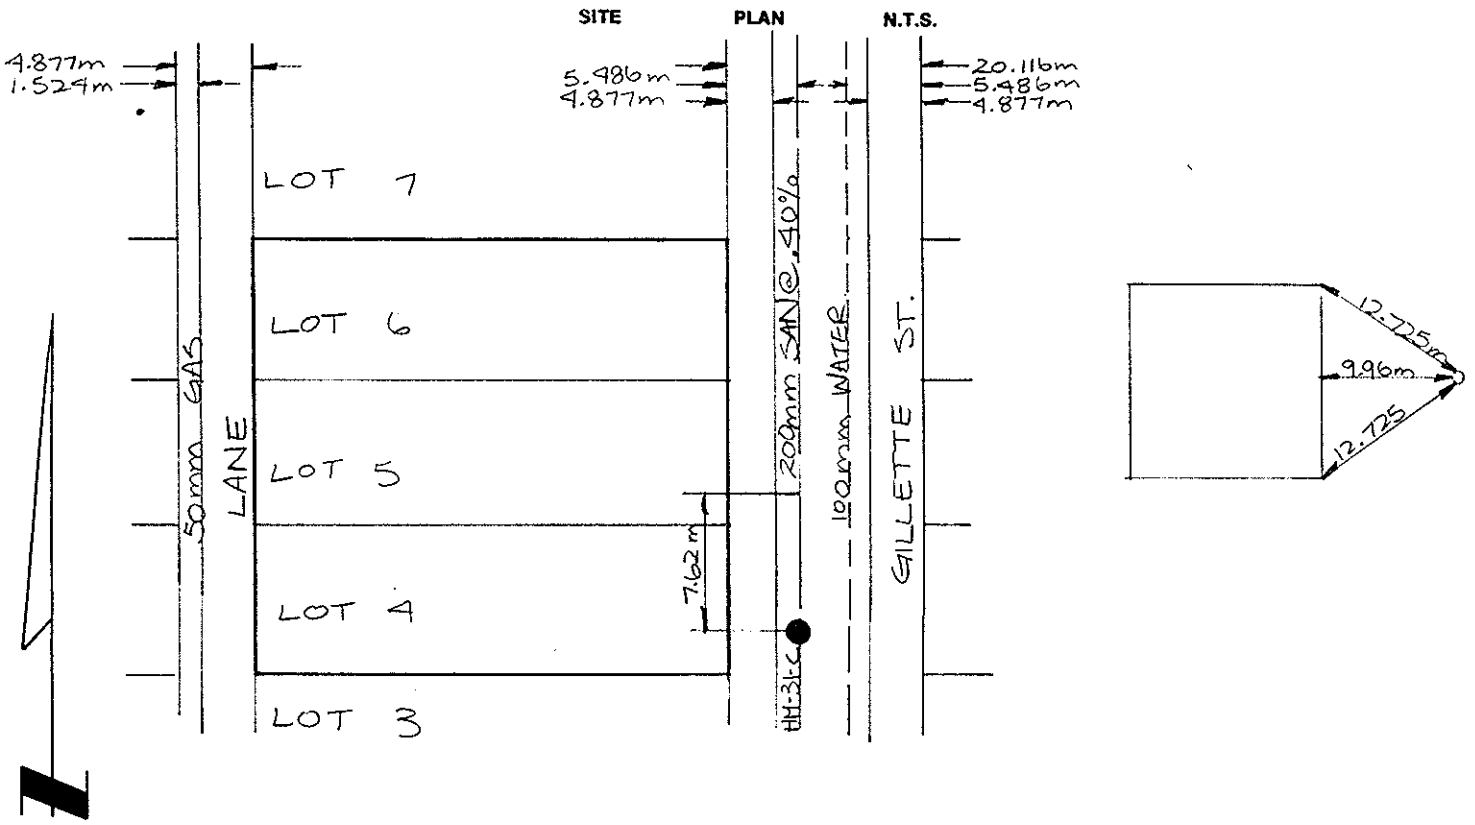 SITE PLAN N.T.S.
4.877m
1.524m
5.486m
4.877m
20.116m
5.486m
4.877m
LOT 7
LOT 6
LOT 5
LOT 4
LOT 3
50mm GAS
LANE
200mm SAN@.40%
100mm WATER
GILLETTE ST.
7.62m
HM-31-C
12.725m
9.96m
12.725